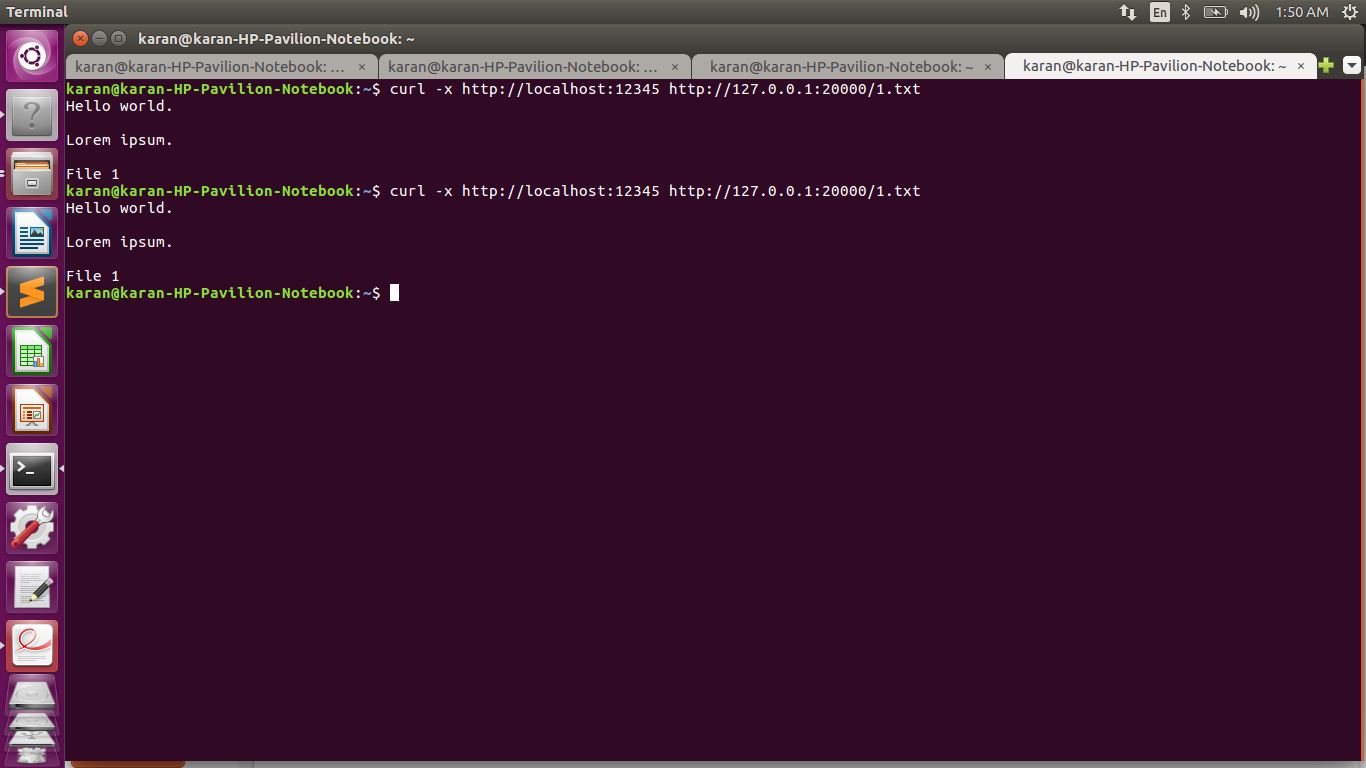 Terminal
En
1:50 AM
karan@karan-HP-Pavilion-Notebook: ~
karan@karan-HP-Pavilion-Notebook: ... ×
karan@karan-HP-Pavilion-Notebook: ... ×
karan@karan-HP-Pavilion-Notebook: ~ ×
karan@karan-HP-Pavilion-Notebook: ~ ×
karan@karan-HP-Pavilion-Notebook:~$ curl -x http://localhost:12345 http://127.0.0.1:20000/1.txt
Hello world.
Lorem ipsum.
File 1
karan@karan-HP-Pavilion-Notebook:~$ curl -x http://localhost:12345 http://127.0.0.1:20000/1.txt
Hello world.
Lorem ipsum.
File 1
karan@karan-HP-Pavilion-Notebook:~$